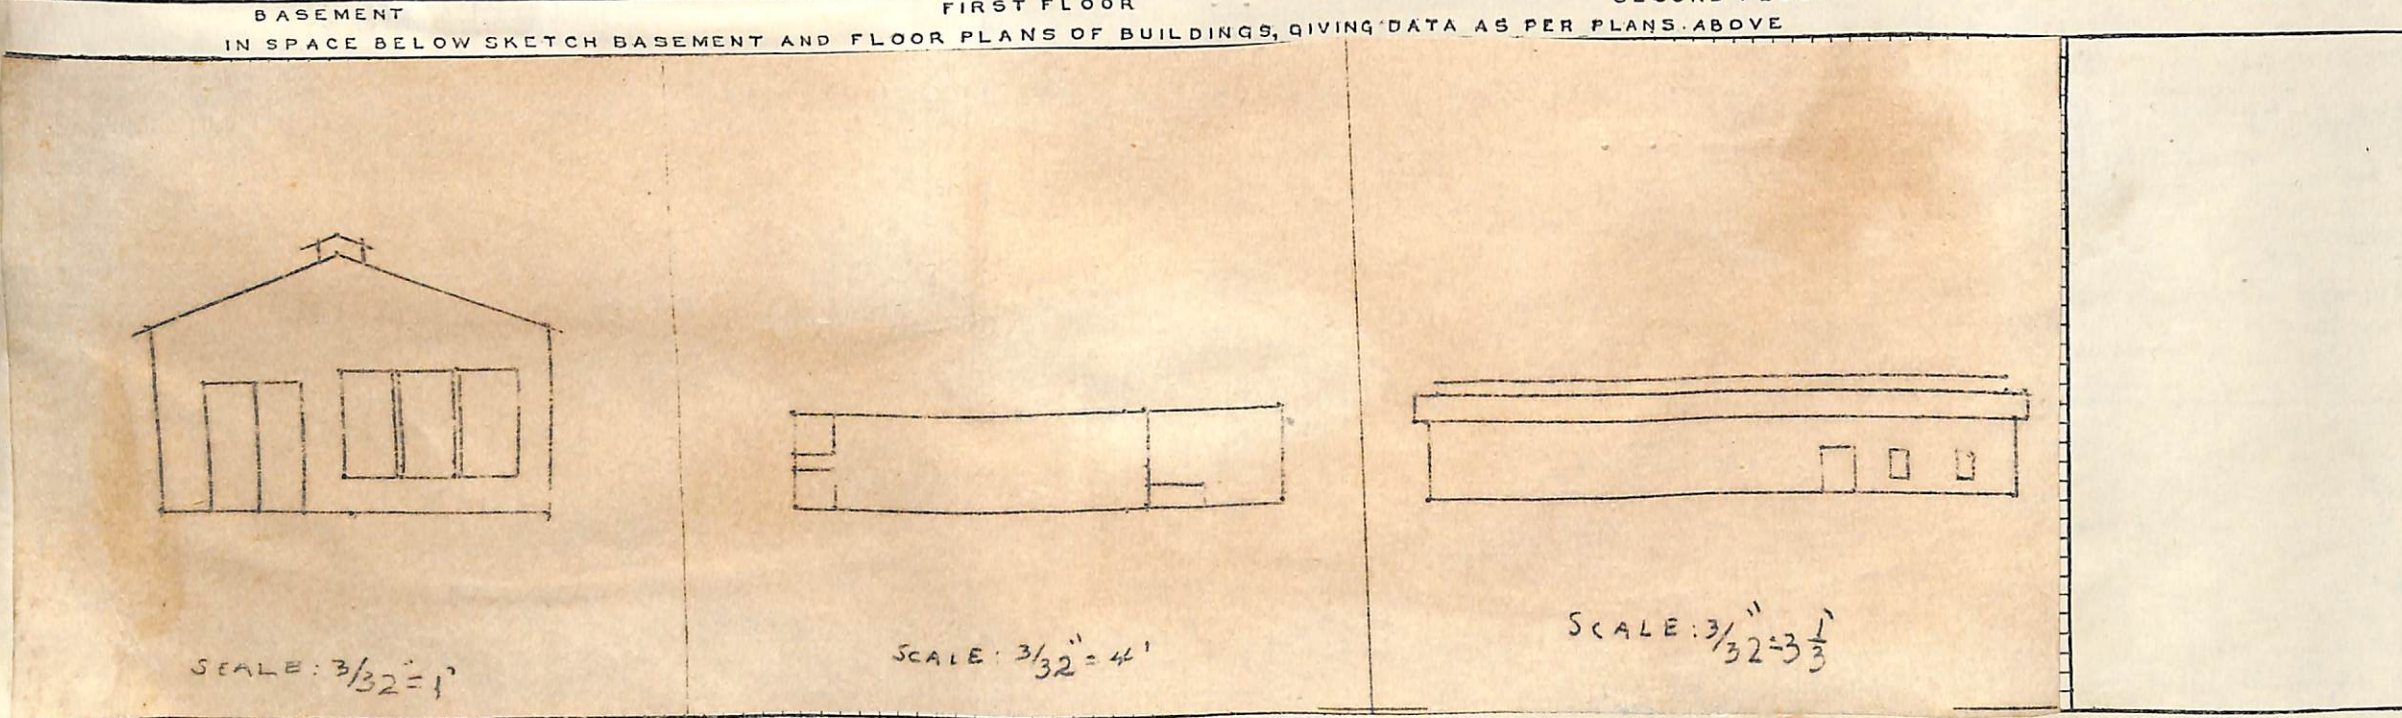 BASEMENT
FIRST FLOOR
IN SPACE BELOW SKETCH BASEMENT AND FLOOR PLANS OF BUILDINGS, GIVING DATA AS PER PLANS ABOVE
SCALE: 3/32" = 1'
SCALE: 3/32" = 4'
SCALE: 3/32" = 3 1/3'